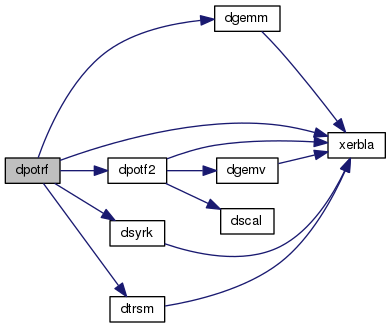 dgemm
xerbla
dpotrf
dpotf2
dgemv
dscal
dsyrk
dtrsm